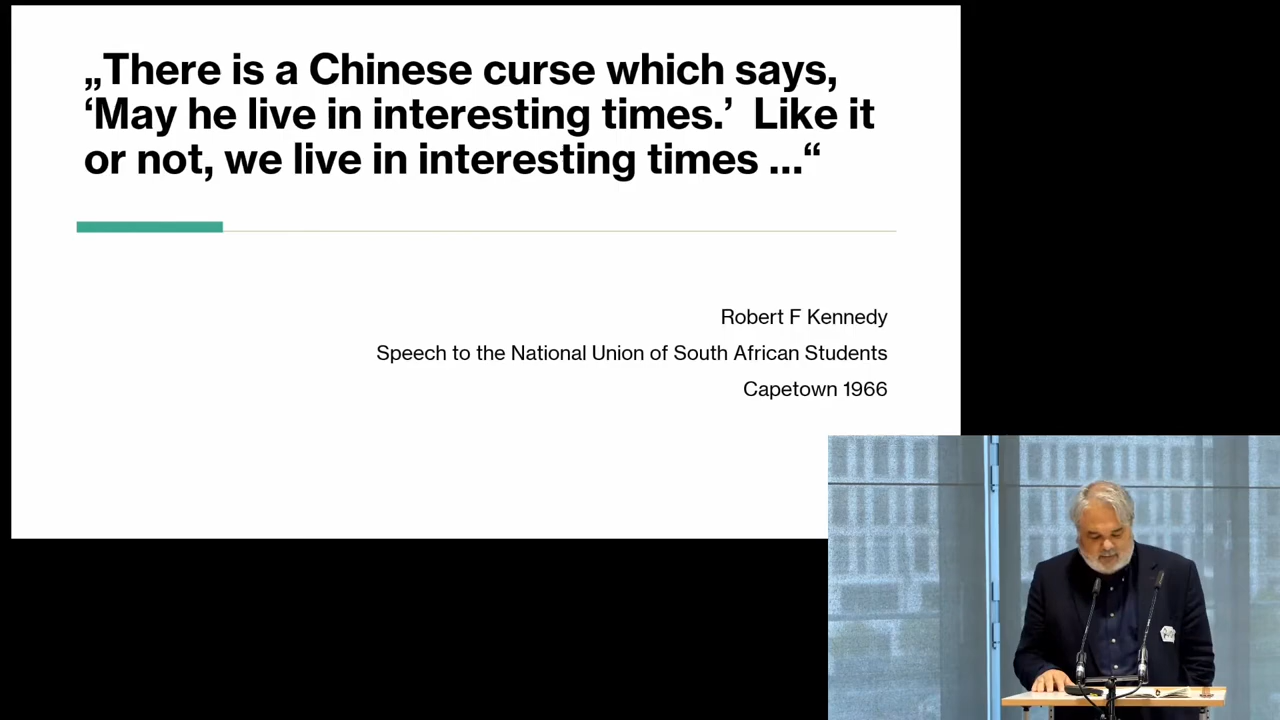 „There is a Chinese curse which says,
‘May he live in interesting times.’ Like it
or not, we live in interesting times ...“
Robert F Kennedy
Speech to the National Union of South African Students
Capetown 1966